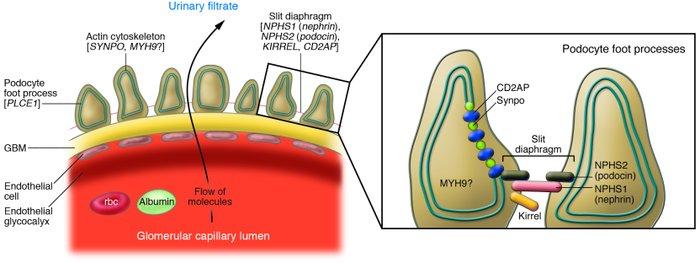 Urinary filtrate
Actin cytoskeleton
[SYNPO, MYH9?]
Slit diaphragm
[NPHS1 (nephrin),
NPHS2 (podocin),
KIRREL, CD2AP]
Podocyte
foot process
[PLCE1]
GBM
Endothelial
cell
Endothelial
glycocalyx
rbc
Albumin
Flow of
molecules
Glomerular capillary lumen
Podocyte foot processes
CD2AP
Synpo
Slit
diaphragm
NPHS2
(podocin)
NPHS1
(nephrin)
MYH9?
Kirrel